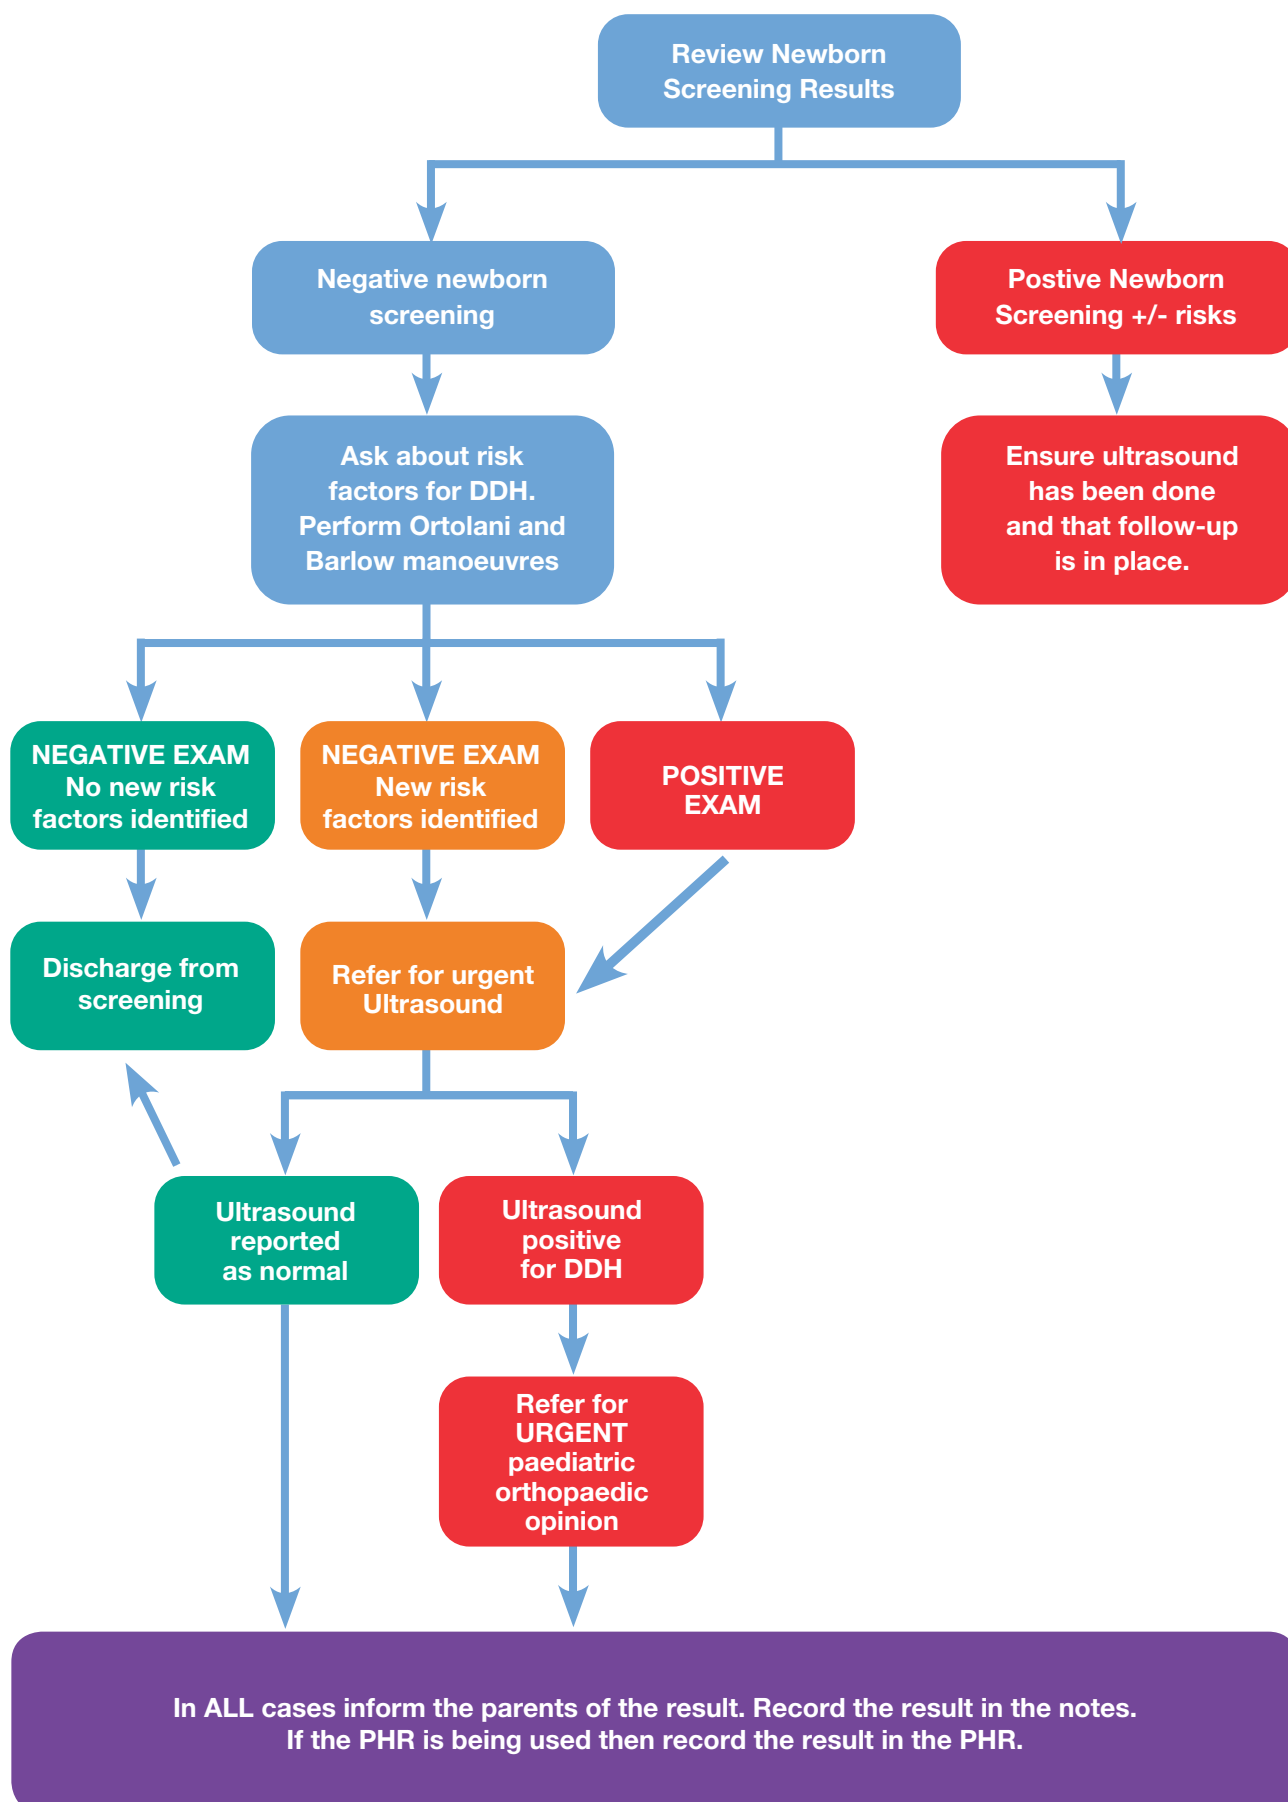 Review Newborn
Screening Results
Negative newborn
screening
Postive Newborn
Screening +/- risks
Ask about risk
factors for DDH.
Perform Ortolani and
Barlow manoeuvres
Ensure ultrasound
has been done
and that follow-up
is in place.
NEGATIVE EXAM
No new risk
factors identified
NEGATIVE EXAM
New risk
factors identified
POSITIVE
EXAM
Discharge from
screening
Refer for urgent
Ultrasound
Ultrasound
reported
as normal
Ultrasound
positive
for DDH
Refer for
URGENT
paediatric
orthopaedic
opinion
In ALL cases inform the parents of the result. Record the result in the notes.
If the PHR is being used then record the result in the PHR.